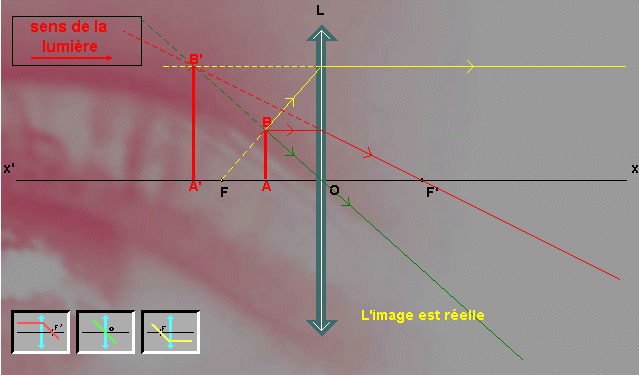 L
sens de la
lumière
B'
B
x'
x
A'
F
A
O
F'
L'image est réelle
F'
O
F